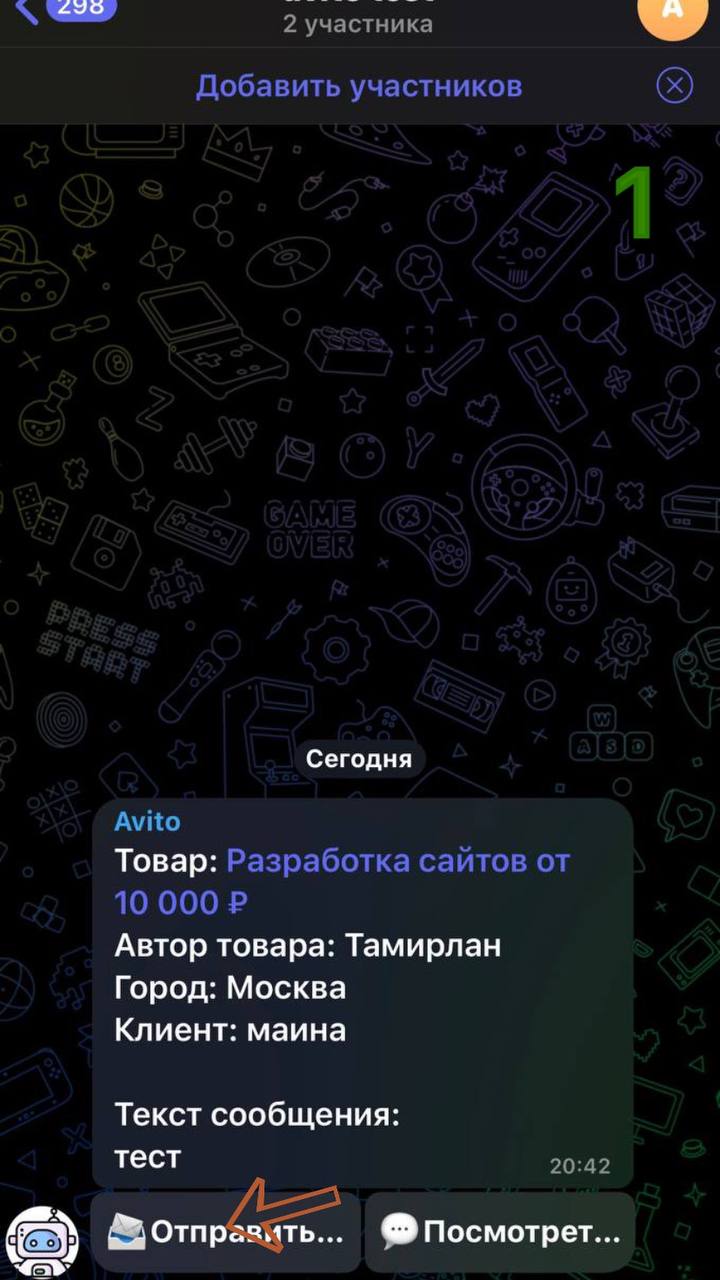 298
2 участника
А
Добавить участников
1
GAME
OVER
PRESS
START
W
A S D
Сегодня
Avito
Товар: Разработка сайтов от
10 000 ₽
Автор товара: Тамирлан
Город: Москва
Клиент: маина
Текст сообщения:
тест
20:42
Отправить...
Посмотрет...